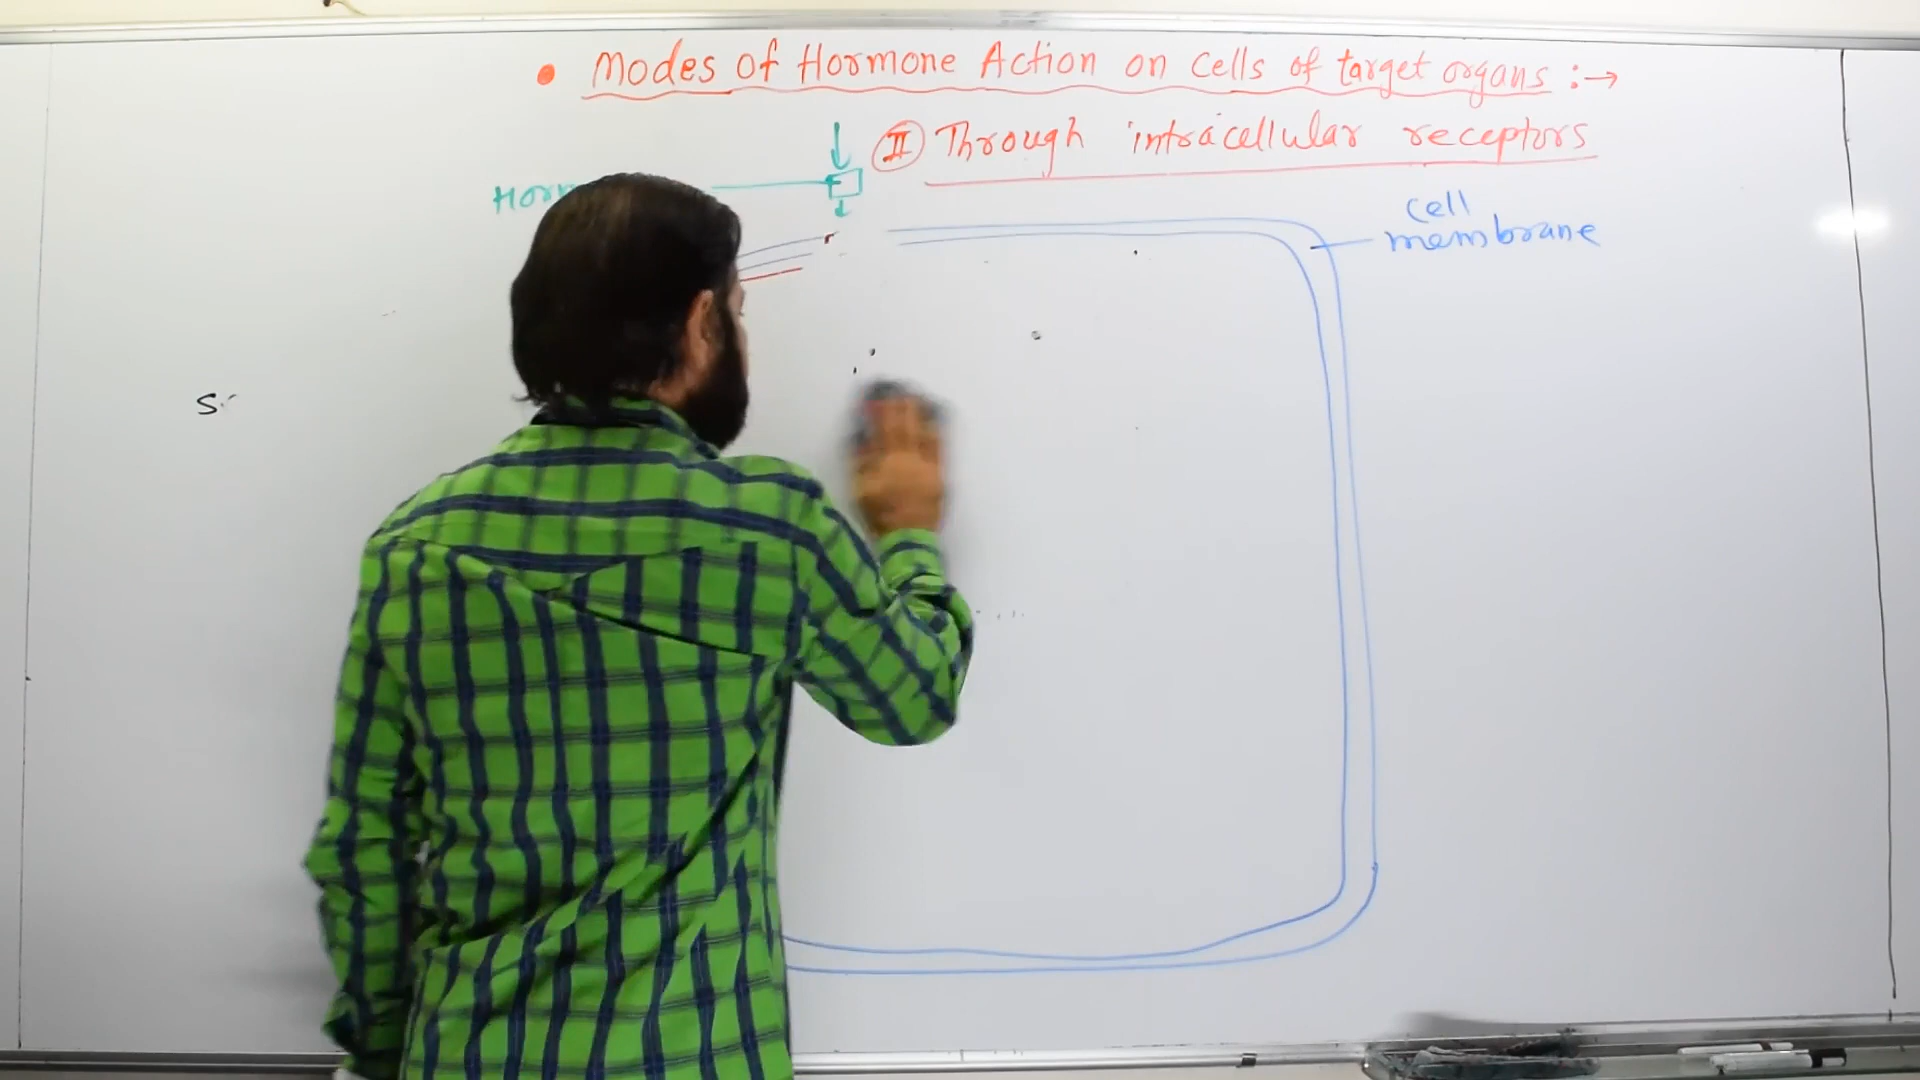 • Modes of Hormone Action on cells of target organs :→
II Through intracellular receptors
cell
membrane